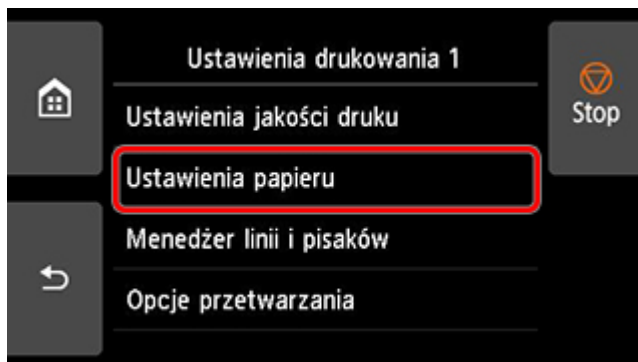 Ustawienia drukowania 1
Stop
Ustawienia jakości druku
Ustawienia papieru
Menedżer linii i pisaków
Opcje przetwarzania